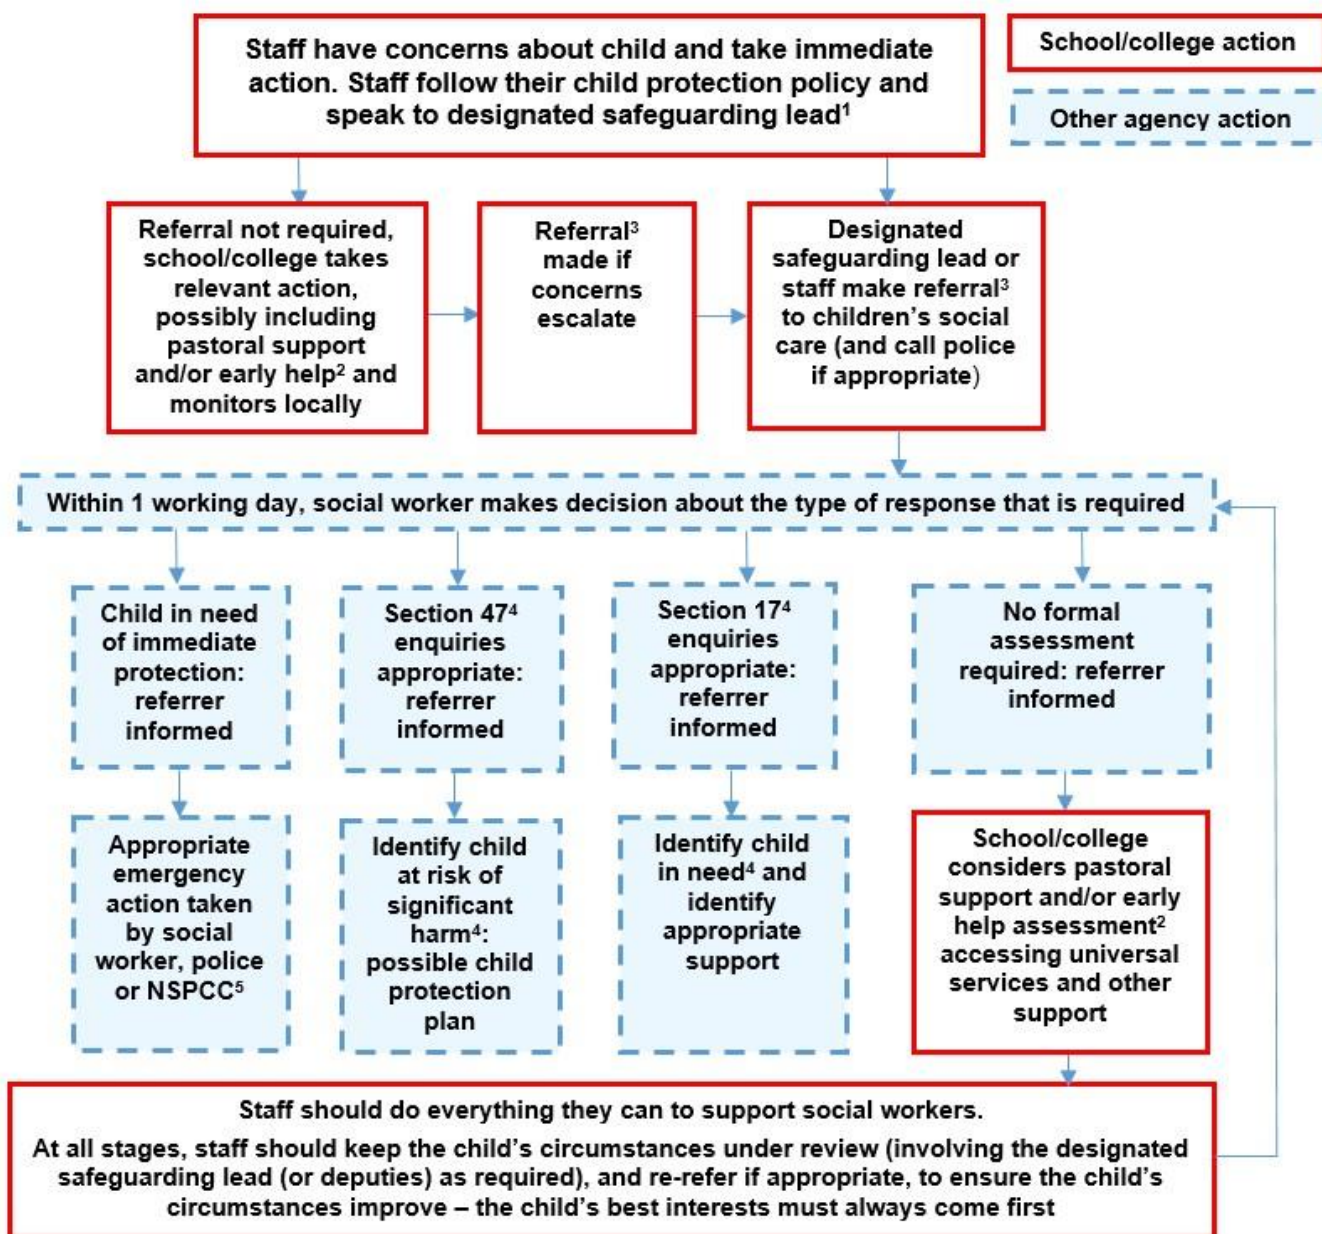 Staff have concerns about child and take immediate
action. Staff follow their child protection policy and
speak to designated safeguarding lead¹
School/college action
Other agency action
Referral not required,
school/college takes
relevant action,
possibly including
pastoral support
and/or early help² and
monitors locally
Referral³
made if
concerns
escalate
Designated
safeguarding lead or
staff make referral³
to children’s social
care (and call police
if appropriate)
Within 1 working day, social worker makes decision about the type of response that is required
Child in need
of immediate
protection:
referrer
informed
Section 47⁴
enquiries
appropriate:
referrer
informed
Section 17⁴
enquiries
appropriate:
referrer
informed
No formal
assessment
required: referrer
informed
Appropriate
emergency
action taken
by social
worker, police
or NSPCC⁵
Identify child
at risk of
significant
harm⁴:
possible child
protection
plan
Identify child
in need⁴ and
identify
appropriate
support
School/college
considers pastoral
support and/or early
help assessment²
accessing universal
services and other
support
Staff should do everything they can to support social workers.
At all stages, staff should keep the child’s circumstances under review (involving the designated
safeguarding lead (or deputies) as required), and re-refer if appropriate, to ensure the child’s
circumstances improve – the child’s best interests must always come first